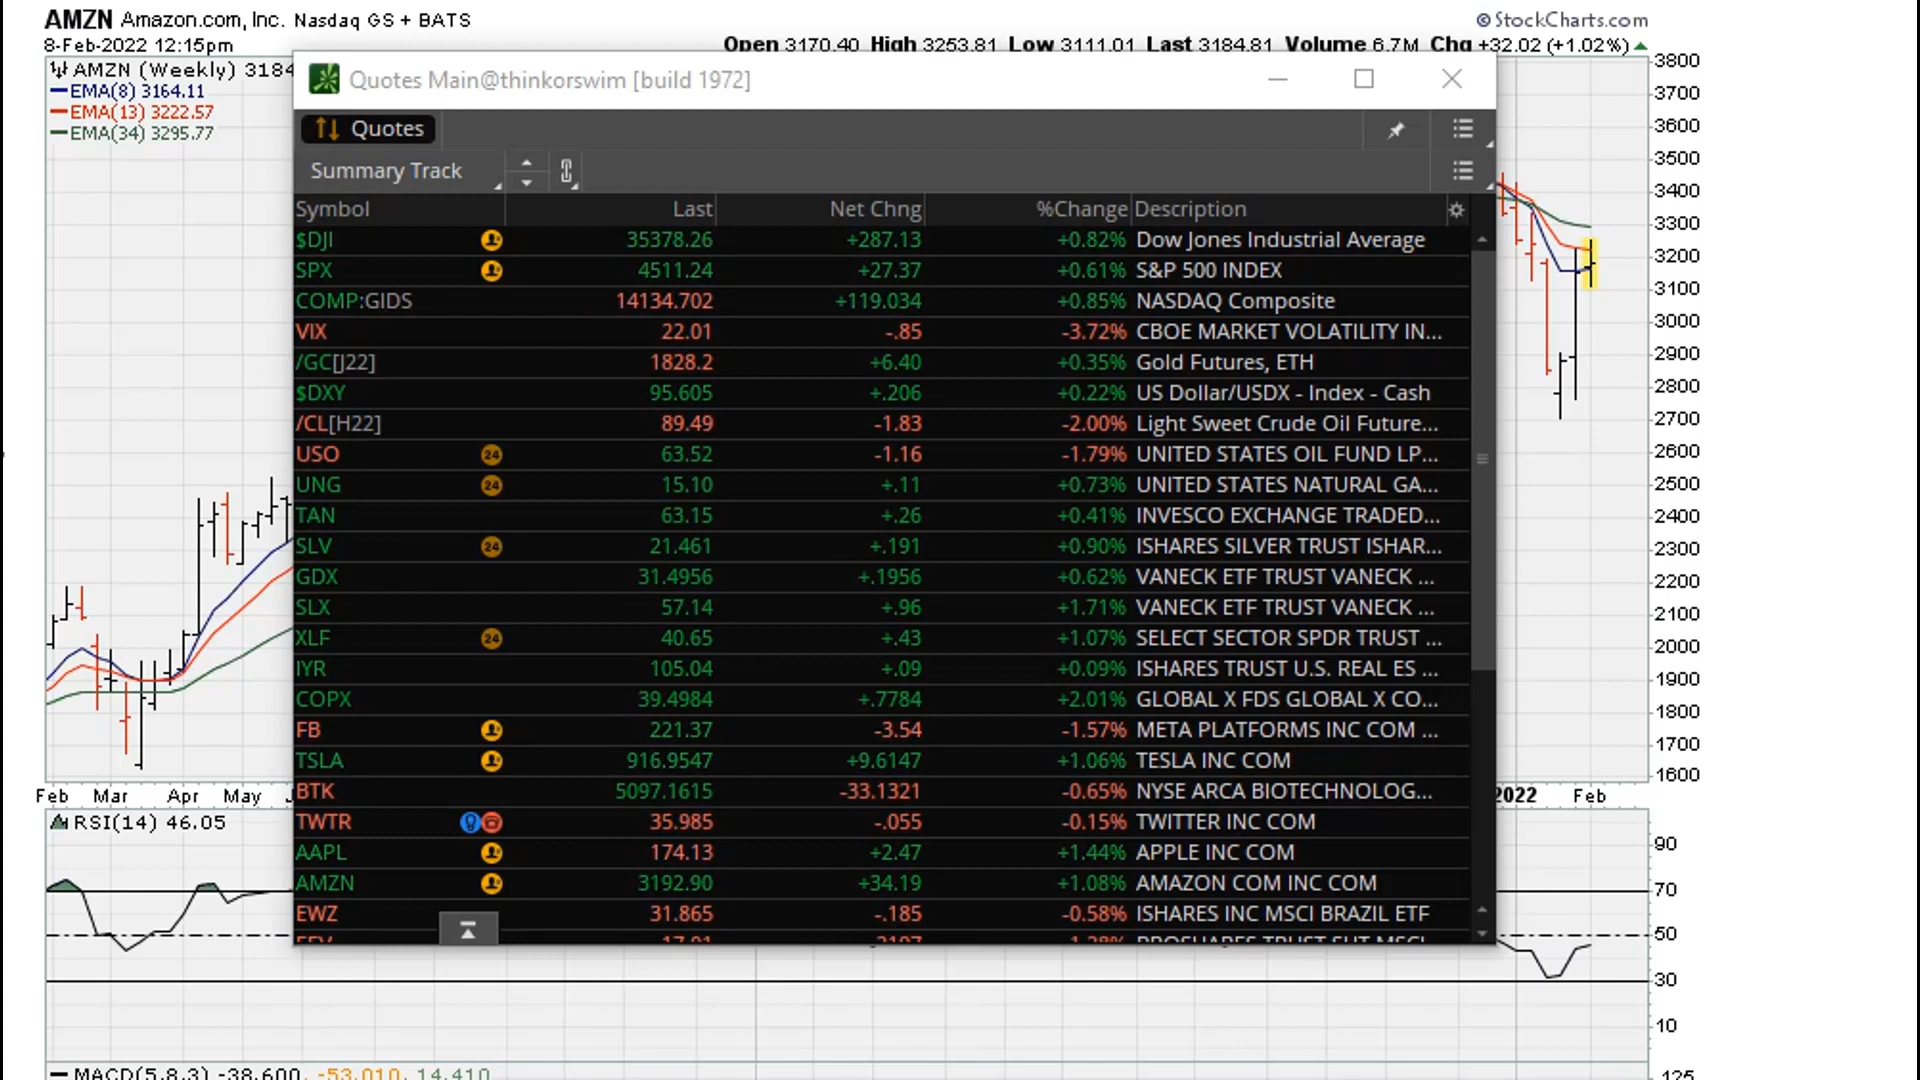 AMZN Amazon.com, Inc. Nasdaq GS + BATS
© StockCharts.com
8-Feb-2022 12:15pm
Open 3170.40 High 3253.81 Low 3111.01 Last 3184.81 Volume 6.7M Chg +32.02 (+1.02%)
AMZN (Weekly) 3184
EMA(8) 3164.11
EMA(13) 3222.57
EMA(34) 3295.77
Quotes Main@thinkorswim [build 1972]
Quotes
Summary Track
Symbol Last Net Chng %Change Description
$DJI 35378.26 +287.13 +0.82% Dow Jones Industrial Average
SPX 4511.24 +27.37 +0.61% S&P 500 INDEX
COMP:GIDS 14134.702 +119.034 +0.85% NASDAQ Composite
VIX 22.01 -.85 -3.72% CBOE MARKET VOLATILITY IN...
/GC[J22] 1828.2 +6.40 +0.35% Gold Futures, ETH
$DXY 95.605 +.206 +0.22% US Dollar/USDX - Index - Cash
/CL[H22] 89.49 -1.83 -2.00% Light Sweet Crude Oil Future...
USO 24 63.52 -1.16 -1.79% UNITED STATES OIL FUND LP...
UNG 24 15.10 +.11 +0.73% UNITED STATES NATURAL GA...
TAN 63.15 +.26 +0.41% INVESCO EXCHANGE TRADED...
SLV 24 21.461 +.191 +0.90% ISHARES SILVER TRUST ISHAR...
GDX 31.4956 +.1956 +0.62% VANECK ETF TRUST VANECK ...
SLX 57.14 +.96 +1.71% VANECK ETF TRUST VANECK ...
XLF 24 40.65 +.43 +1.07% SELECT SECTOR SPDR TRUST ...
IYR 105.04 +.09 +0.09% ISHARES TRUST U.S. REAL ES ...
COPX 39.4984 +.7784 +2.01% GLOBAL X FDS GLOBAL X CO...
FB 221.37 -3.54 -1.57% META PLATFORMS INC COM ...
TSLA 916.9547 +9.6147 +1.06% TESLA INC COM
BTK 5097.1615 -33.1321 -0.65% NYSE ARCA BIOTECHNOLOG...
TWTR 35.985 -.055 -0.15% TWITTER INC COM
AAPL 174.13 +2.47 +1.44% APPLE INC COM
AMZN 3192.90 +34.19 +1.08% AMAZON COM INC COM
EWZ 31.865 -.185 -0.58% ISHARES INC MSCI BRAZIL ETF
3800
3700
3600
3500
3400
3300
3200
3100
3000
2900
2800
2700
2600
2500
2400
2300
2200
2100
2000
1900
1800
1700
1600
Feb Mar Apr May 2022 Feb
RSI(14) 46.05
90
70
50
30
10
MACD(5,8,3) -38.600, -53.010, 14.410
125